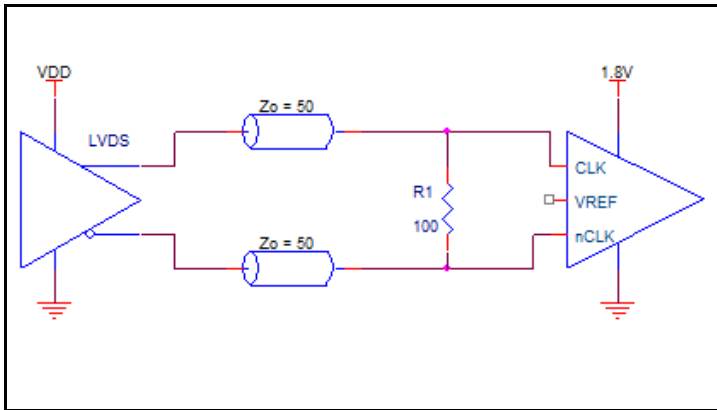 VDD
1.8V
Zo = 50
LVDS
CLK
R1
VREF
100
nCLK
Zo = 50